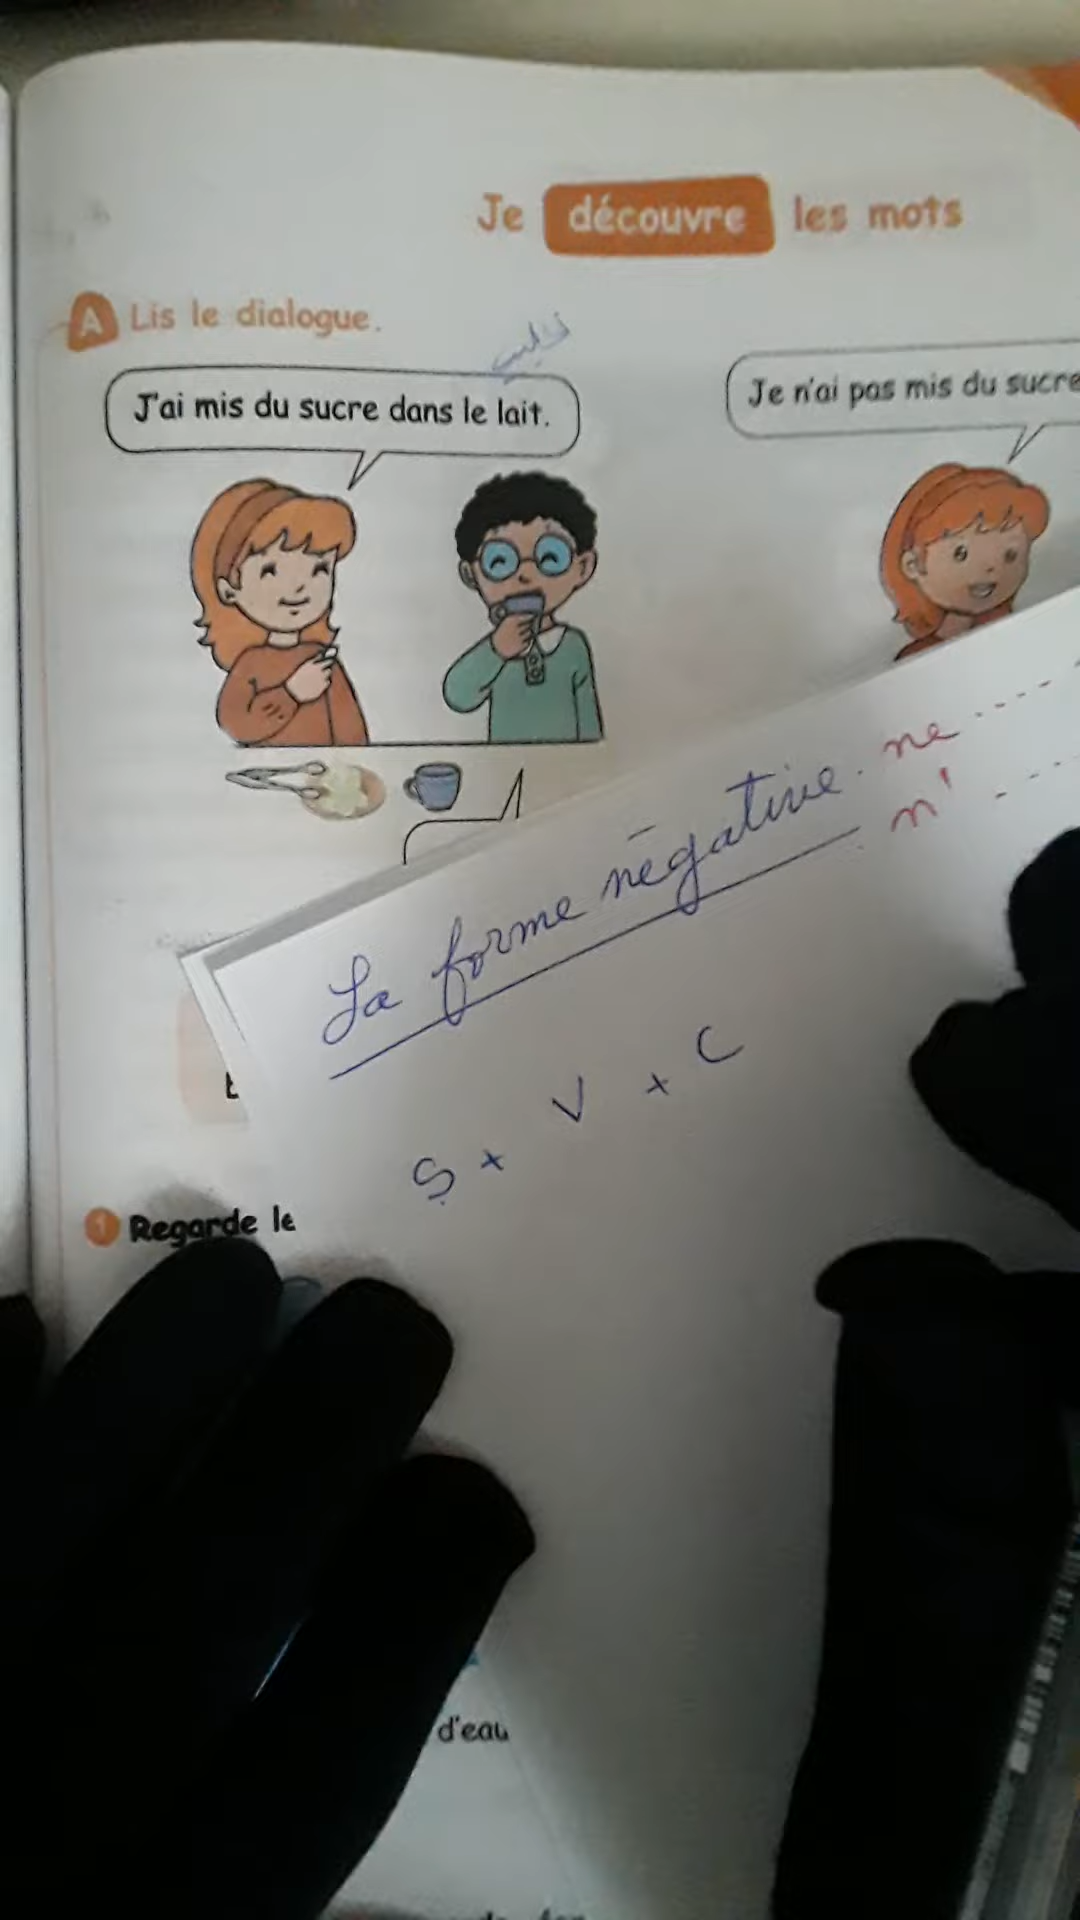 Je découvre les mots
A Lis le dialogue.
J'ai mis du sucre dans le lait.
Je n'ai pas mis du sucre
La forme négative. ne -----
n' ----
S + V + C
1 Regarde le
d'eau